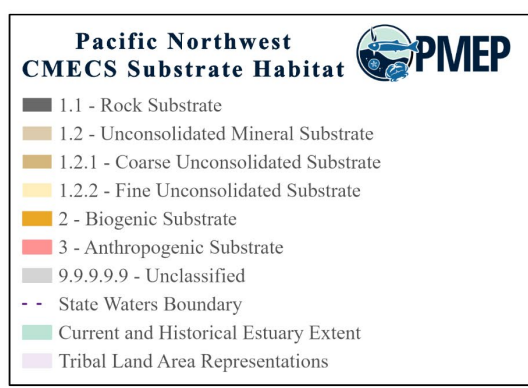 Pacific Northwest
CMECS Substrate Habitat
PMEP
1.1 - Rock Substrate
1.2 - Unconsolidated Mineral Substrate
1.2.1 - Coarse Unconsolidated Substrate
1.2.2 - Fine Unconsolidated Substrate
2 - Biogenic Substrate
3 - Anthropogenic Substrate
9.9.9.9.9 - Unclassified
State Waters Boundary
Current and Historical Estuary Extent
Tribal Land Area Representations